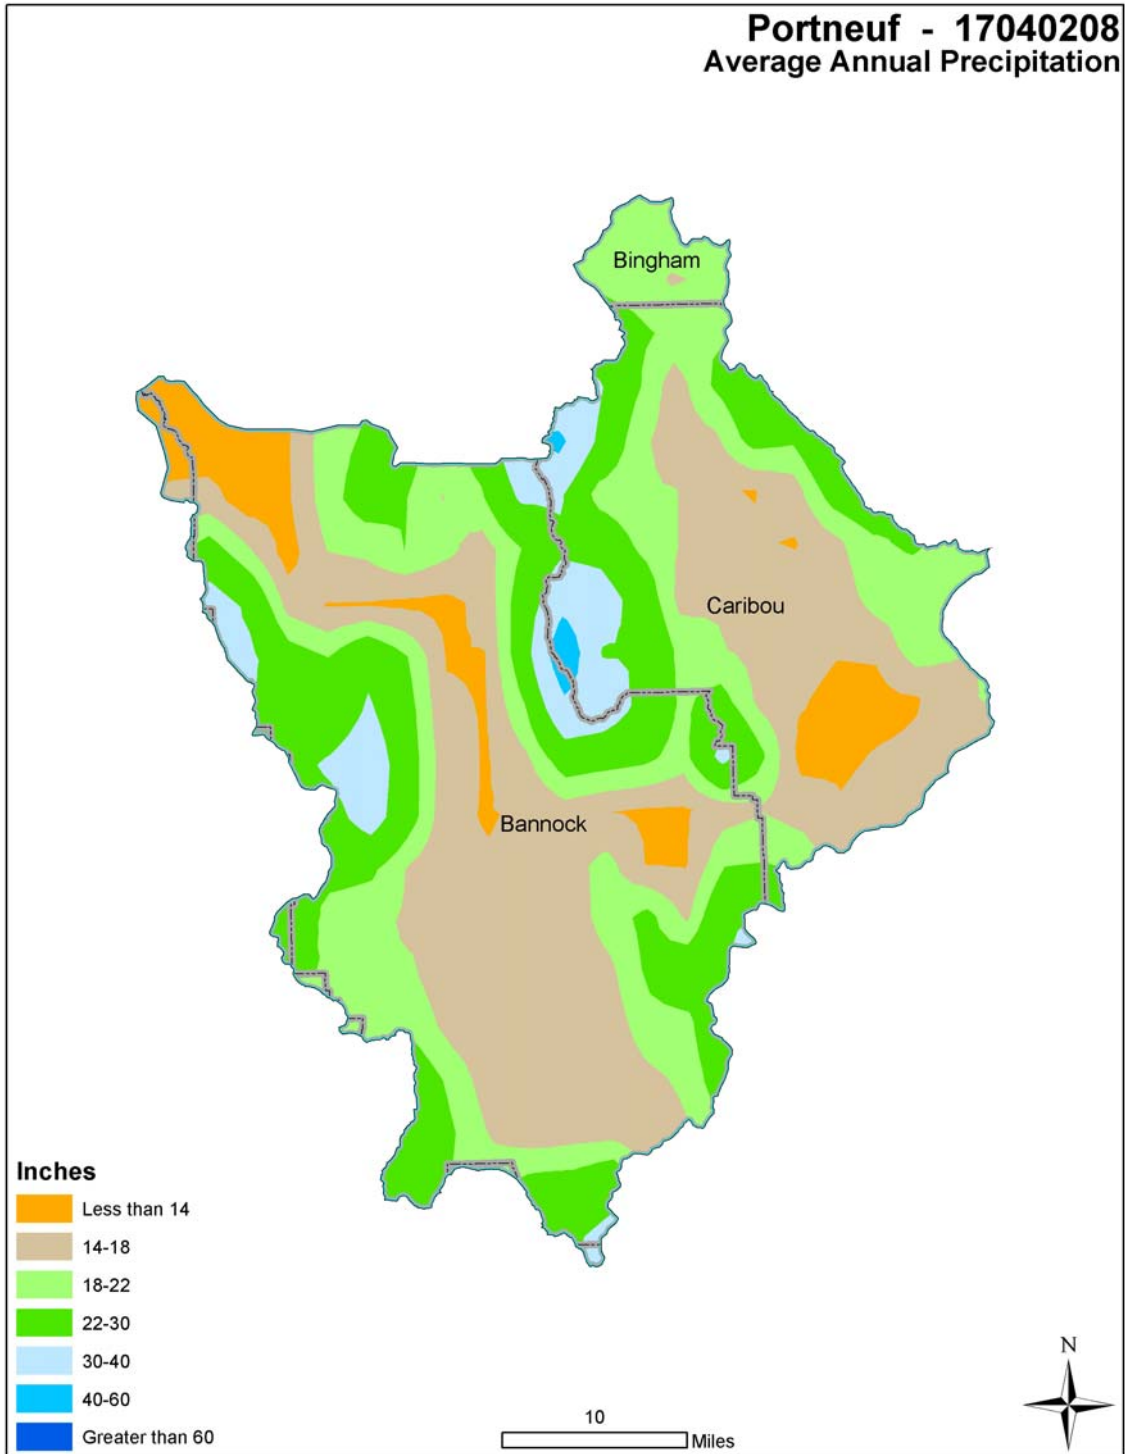 Portneuf - 17040208
Average Annual Precipitation
Bingham
Caribou
Bannock
Inches
Less than 14
14-18
18-22
22-30
30-40
40-60
Greater than 60
10
Miles
N